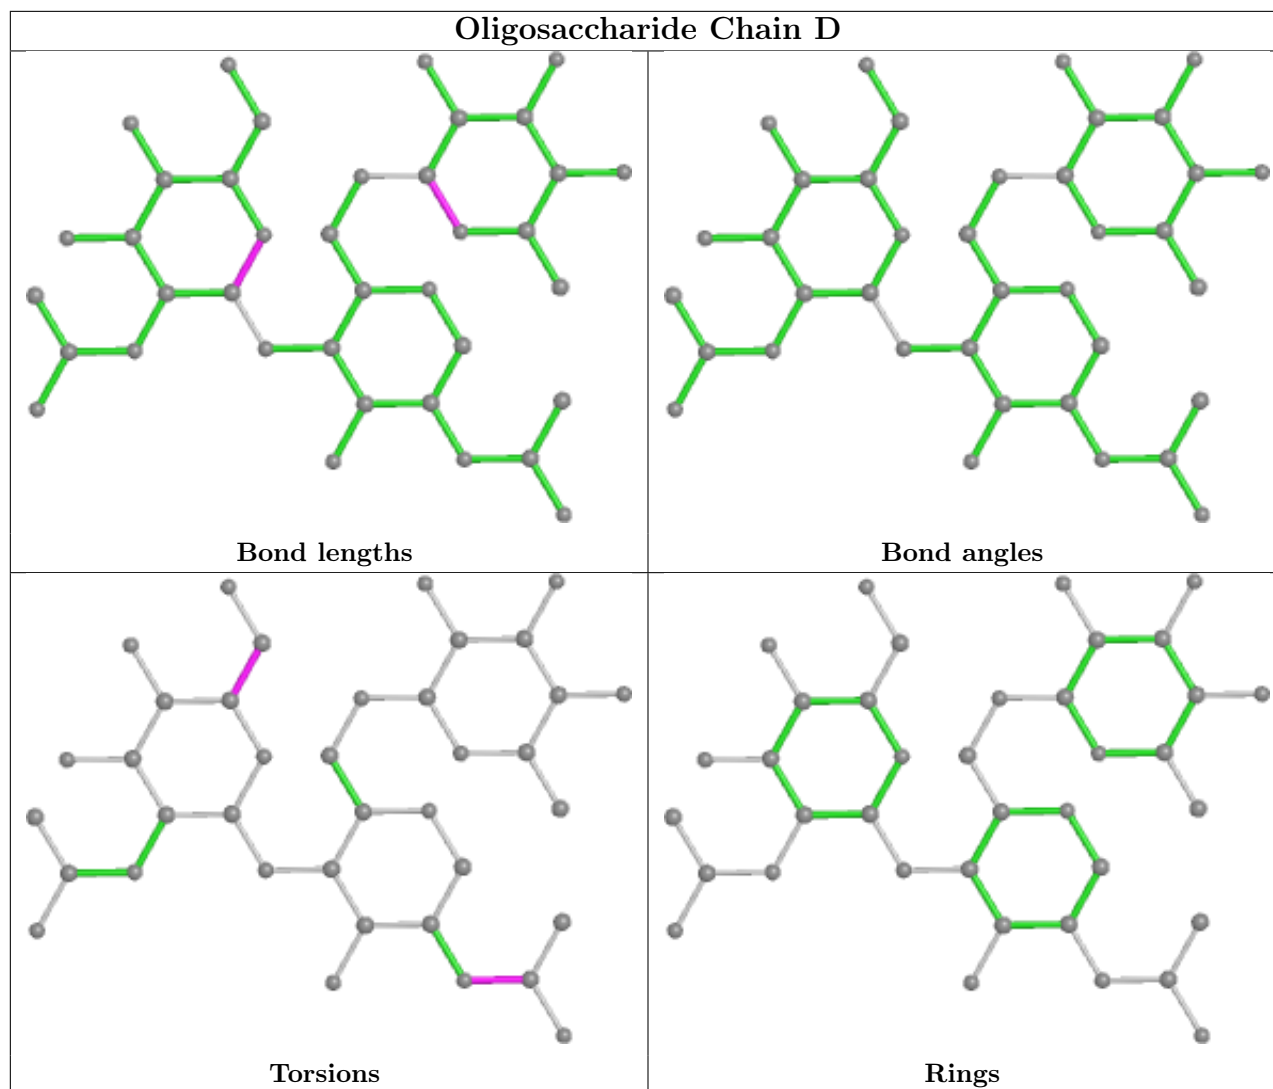 Oligosaccharide Chain D
Bond lengths
Bond angles
Torsions
Rings